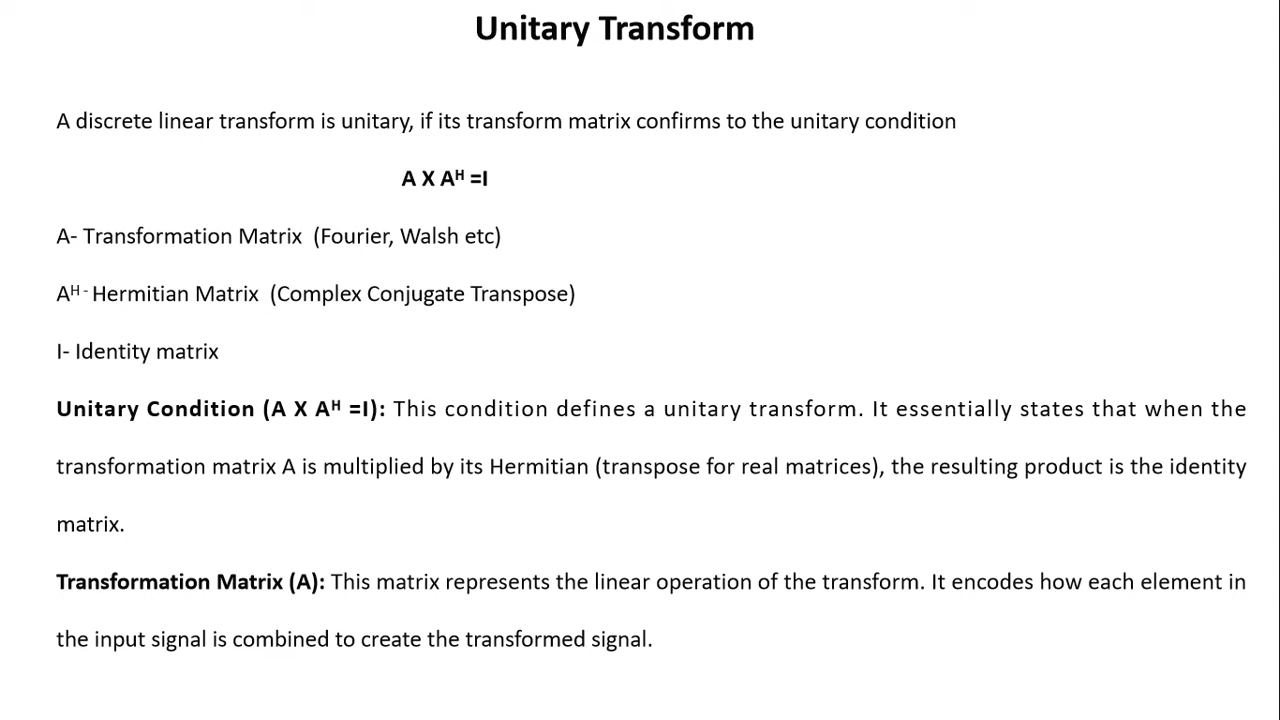 Unitary Transform
A discrete linear transform is unitary, if its transform matrix confirms to the unitary condition
A X Aᴴ =I
A- Transformation Matrix (Fourier, Walsh etc)
Aᴴ - Hermitian Matrix (Complex Conjugate Transpose)
I- Identity matrix
Unitary Condition (A X Aᴴ =I): This condition defines a unitary transform. It essentially states that when the
transformation matrix A is multiplied by its Hermitian (transpose for real matrices), the resulting product is the identity
matrix.
Transformation Matrix (A): This matrix represents the linear operation of the transform. It encodes how each element in
the input signal is combined to create the transformed signal.